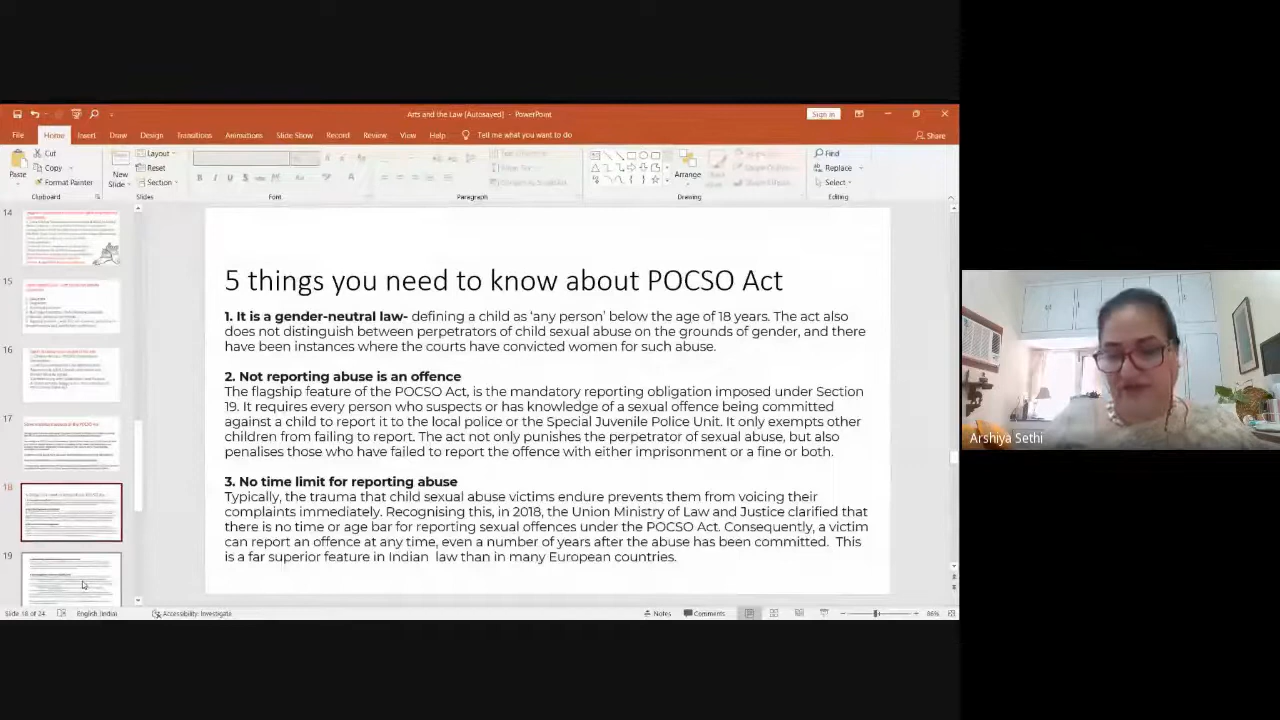 Arts and the Law [Autosaved] - PowerPoint
Sign in
File Home Insert Draw Design Transitions Animations Slide Show Record Review View Help Tell me what you want to do
Share
Paste
Cut
Copy
Format Painter
Clipboard
New Slide
Layout
Reset
Section
Slides
Font
Paragraph
Arrange
Drawing
Find
Replace
Select
Editing
14
15
16
17
18
19
5 things you need to know about POCSO Act
1. It is a gender-neutral law- defining a child as 'any person' below the age of 18 years. The Act also
does not distinguish between perpetrators of child sexual abuse on the grounds of gender, and there
have been instances where the courts have convicted women for such abuse.
2. Not reporting abuse is an offence
The flagship feature of the POCSO Act, is the mandatory reporting obligation imposed under Section
19. It requires every person who suspects or has knowledge of a sexual offence being committed
against a child to report it to the local police or the Special Juvenile Police Unit. It only exempts other
children from failing to report. The act not only punishes the perpetrator of sexual abuse but also
penalises those who have failed to report the offence with either imprisonment or a fine or both.
3. No time limit for reporting abuse
Typically, the trauma that child sexual abuse victims endure prevents them from voicing their
complaints immediately. Recognising this, in 2018, the Union Ministry of Law and Justice clarified that
there is no time or age bar for reporting sexual offences under the POCSO Act. Consequently, a victim
can report an offence at any time, even a number of years after the abuse has been committed. This
is a far superior feature in Indian law than in many European countries.
Arshiya Sethi
Slide 18 of 24 English (India) Accessibility: Investigate Notes Comments 86%